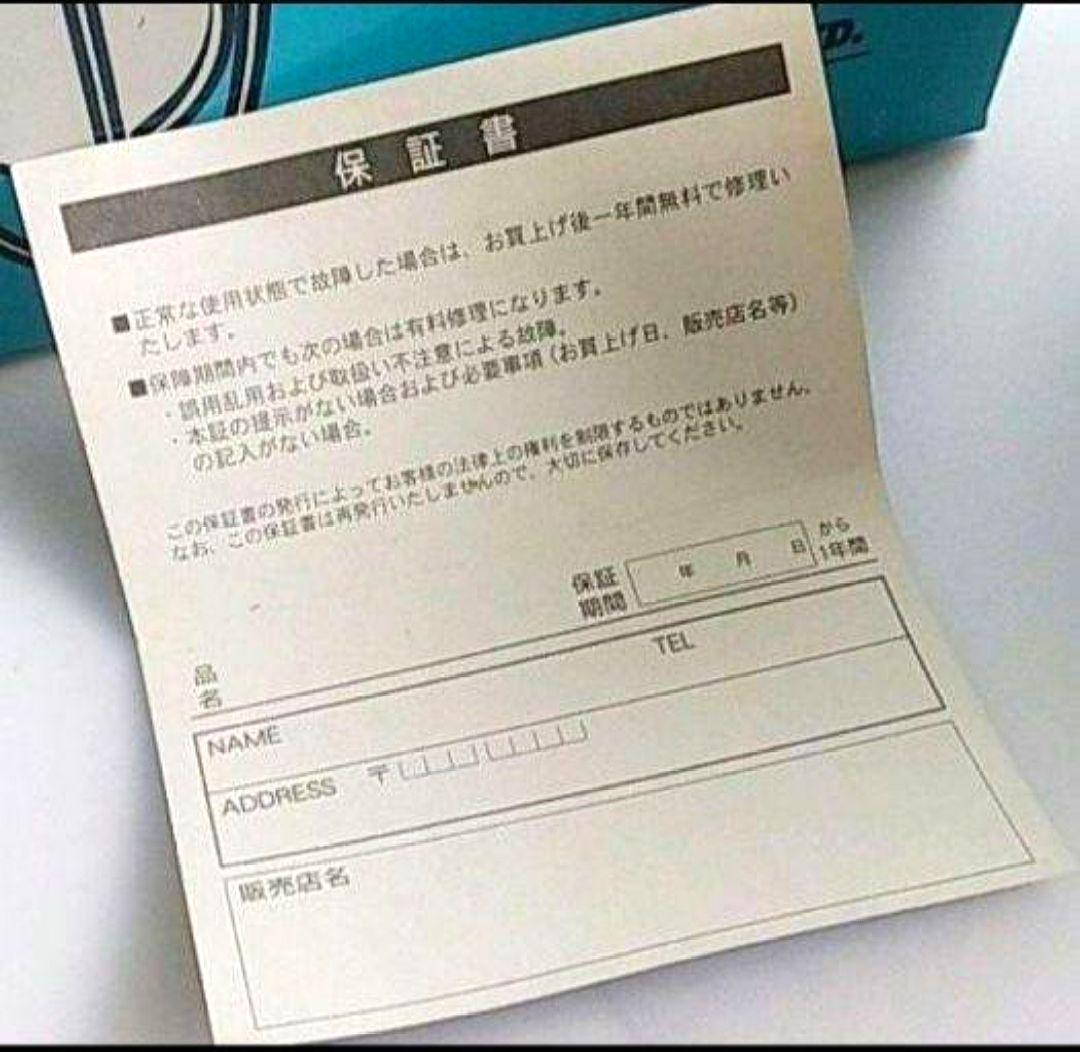 D.
保証書
■正常な使用状態で故障した場合は、お買上げ後一年間無料で修理い
たします。
■保障期間内でも次の場合は有料修理になります。
・誤用乱用および取扱い不注意による故障。
・本証の提示がない場合および必要事項（お買上げ日、販売店名等）
の記入がない場合。
この保証書の発行によってお客様の法律上の権利を制限するものではありません。
なお、この保証書は再発行いたしませんので、大切に保存してください。
保証期間 年 月 日 から1年間
品名
NAME TEL
ADDRESS 〒
販売店名